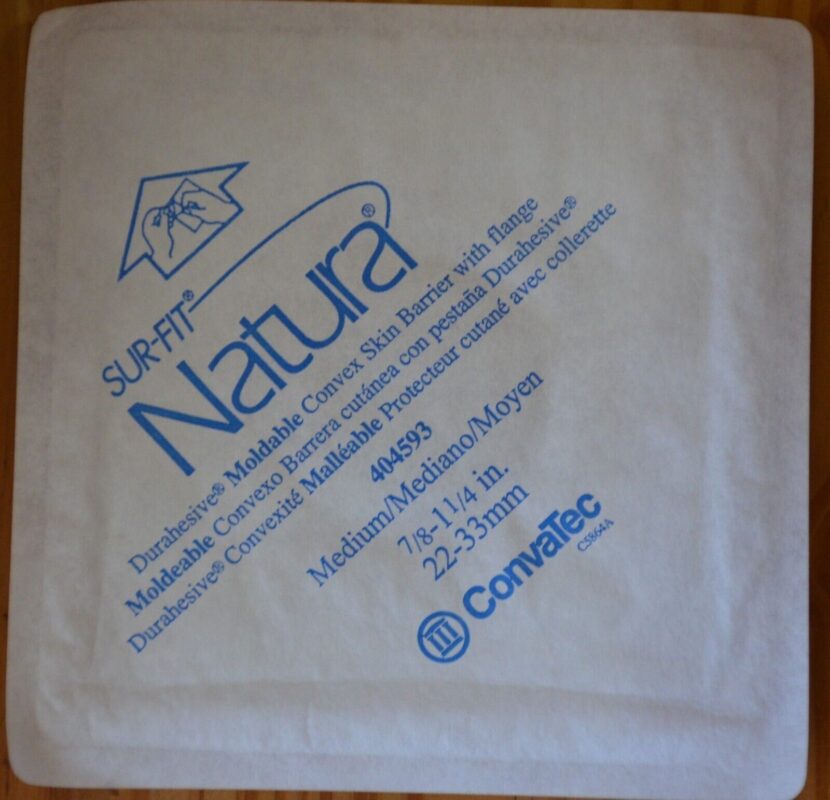 SUR-FIT®
Natura®
Durahesive® Moldable Convex Skin Barrier with flange
Moldeable Convexo Barrera cutánea con pestaña Durahesive®
Durahesive® Convexité Malléable Protecteur cutané avec collerette
404593
Medium/Mediano/Moyen
7/8-1 1/4 in.
22-33mm
ConvaTec
C5864A